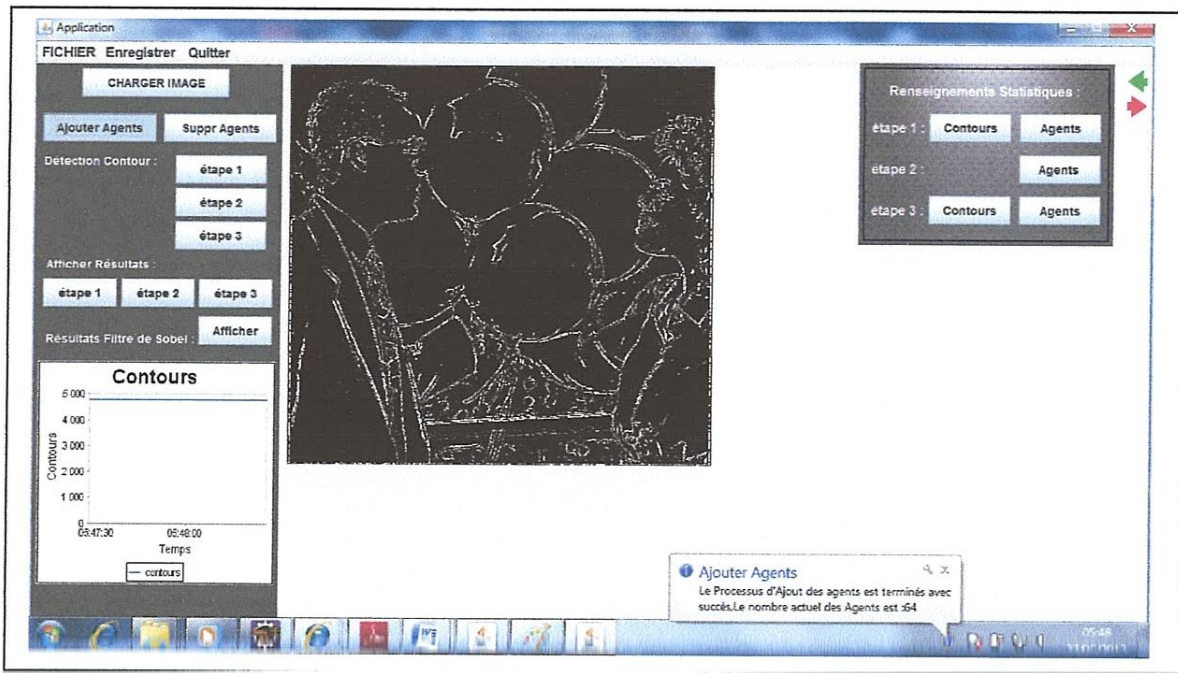 Application
FICHIER Enregistrer Quitter
CHARGER IMAGE
Ajouter Agents Suppr Agents
Détection Contour :
étape 1
étape 2
étape 3
Afficher Résultats :
étape 1 étape 2 étape 3
Résultats Filtre de Sobel : Afficher
Contours
5 000
4 000
3 000
2 000
1 000
0
Contours
05:47:30 05:48:00
Temps
contours
Renseignements Statistiques :
étape 1 : Contours Agents
étape 2 : Agents
étape 3 : Contours Agents
Ajouter Agents
Le Processus d'Ajout des agents est terminés avec
succés,Le nombre actuel des Agents est :64
05:48